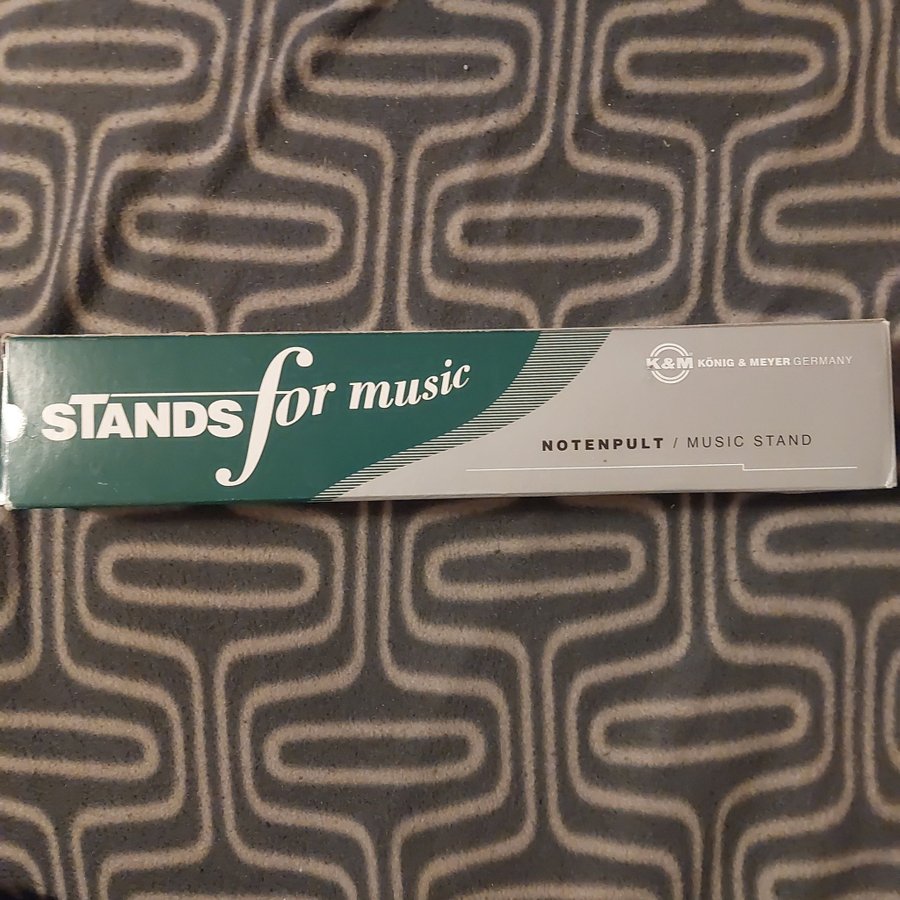 STANDS for music
K&M KÖNIG & MEYER GERMANY
NOTENPULT / MUSIC STAND